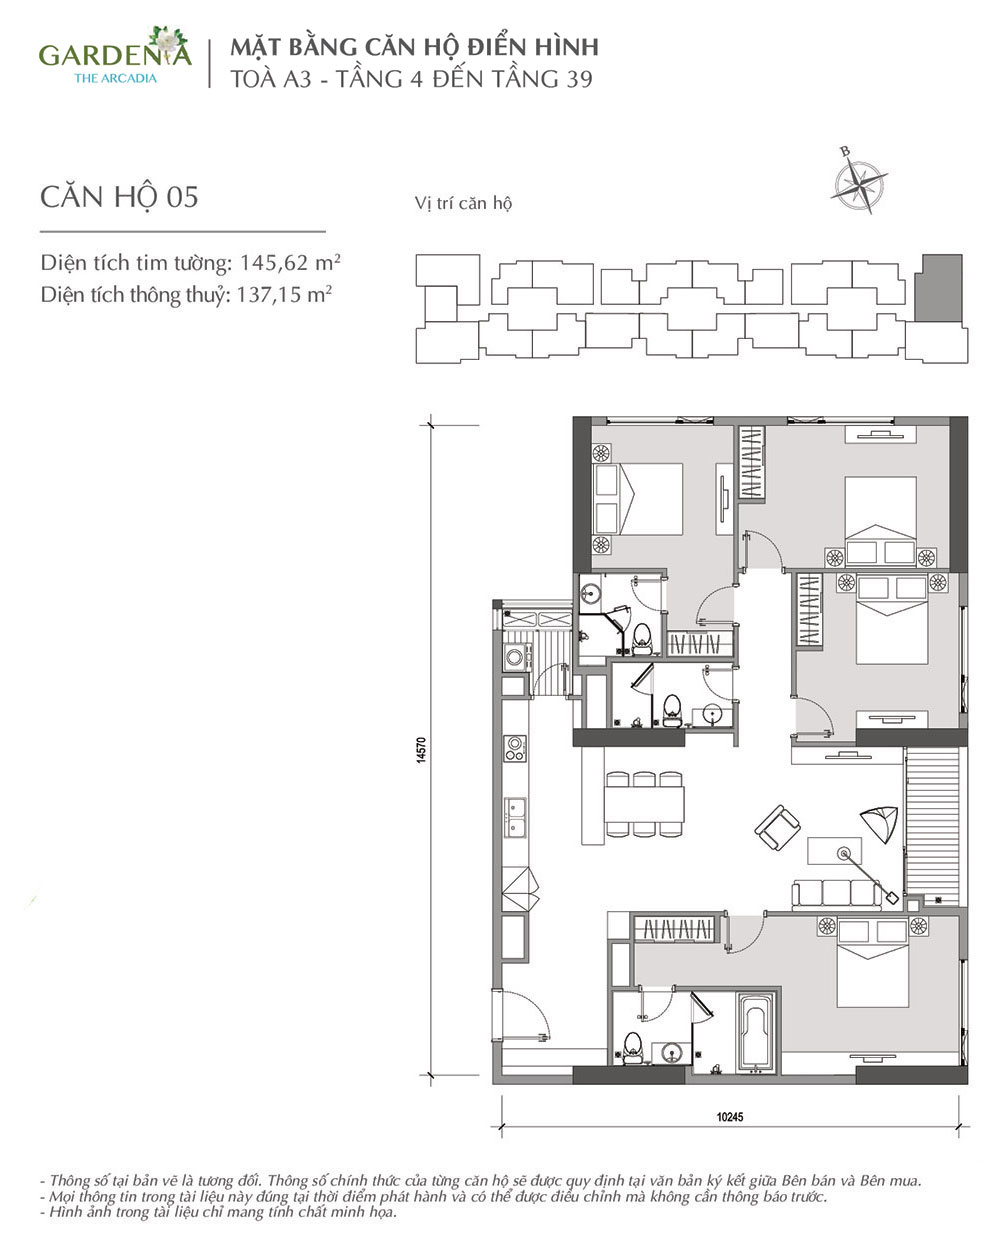 GARDENIA
THE ARCADIA
MẶT BẰNG CĂN HỘ ĐIỂN HÌNH
TOÀ A3 - TẦNG 4 ĐẾN TẦNG 39
CĂN HỘ 05
Diện tích tim tường: 145,62 m²
Diện tích thông thuỷ: 137,15 m²
Vị trí căn hộ
B
14570
10245
- Thông số tại bản vẽ là tương đối. Thông số chính thức của từng căn hộ sẽ được quy định tại văn bản ký kết giữa Bên bán và Bên mua.
- Mọi thông tin trong tài liệu này đúng tại thời điểm phát hành và có thể được điều chỉnh mà không cần thông báo trước.
- Hình ảnh trong tài liệu chỉ mang tính chất minh họa.